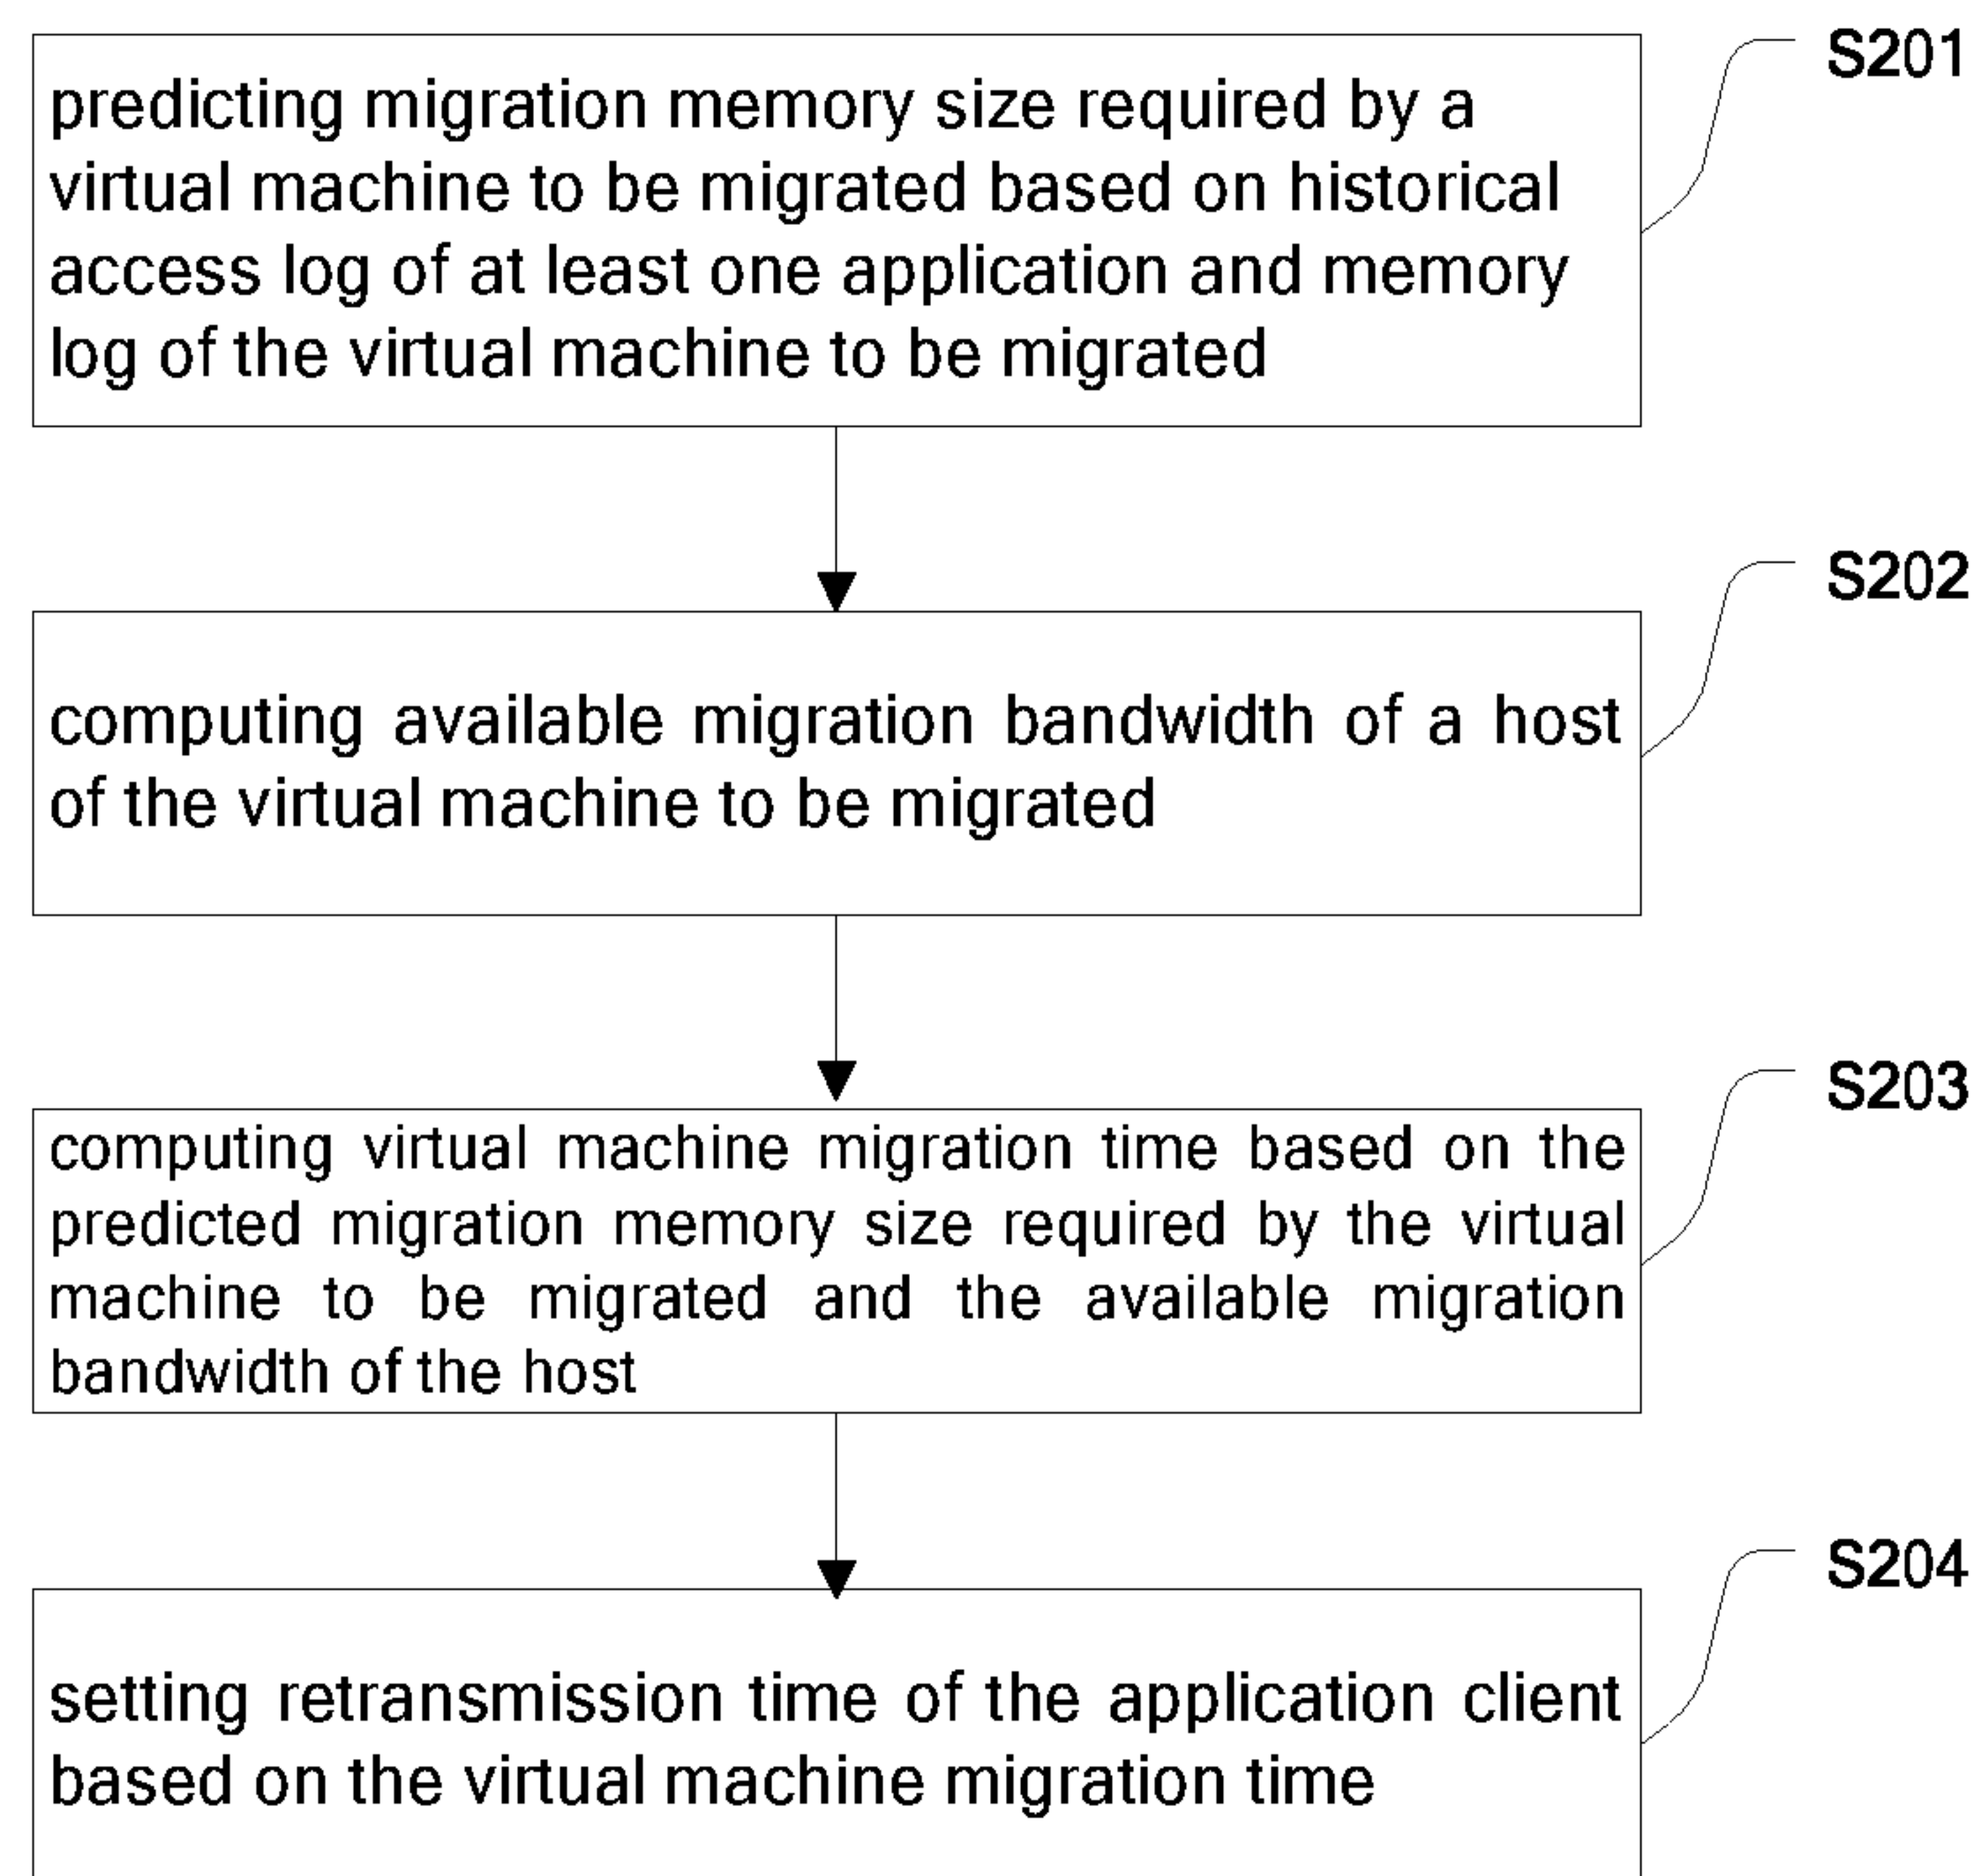 S201
predicting migration memory size required by a
virtual machine to be migrated based on historical
access log of at least one application and memory
log of the virtual machine to be migrated
S202
computing available migration bandwidth of a host
of the virtual machine to be migrated
S203
computing virtual machine migration time based on the
predicted migration memory size required by the virtual
machine to be migrated and the available migration
bandwidth of the host
S204
setting retransmission time of the application client
based on the virtual machine migration time